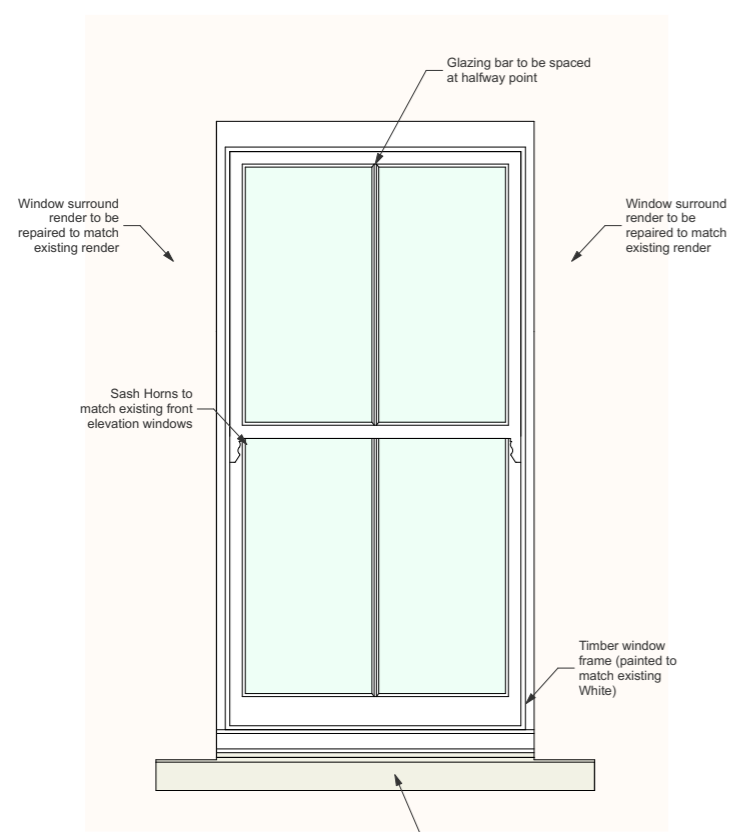 Glazing bar to be spaced
at halfway point
Window surround
render to be
repaired to match
existing render
Window surround
render to be
repaired to match
existing render
Sash Horns to
match existing front
elevation windows
Timber window
frame (painted to
match existing
White)